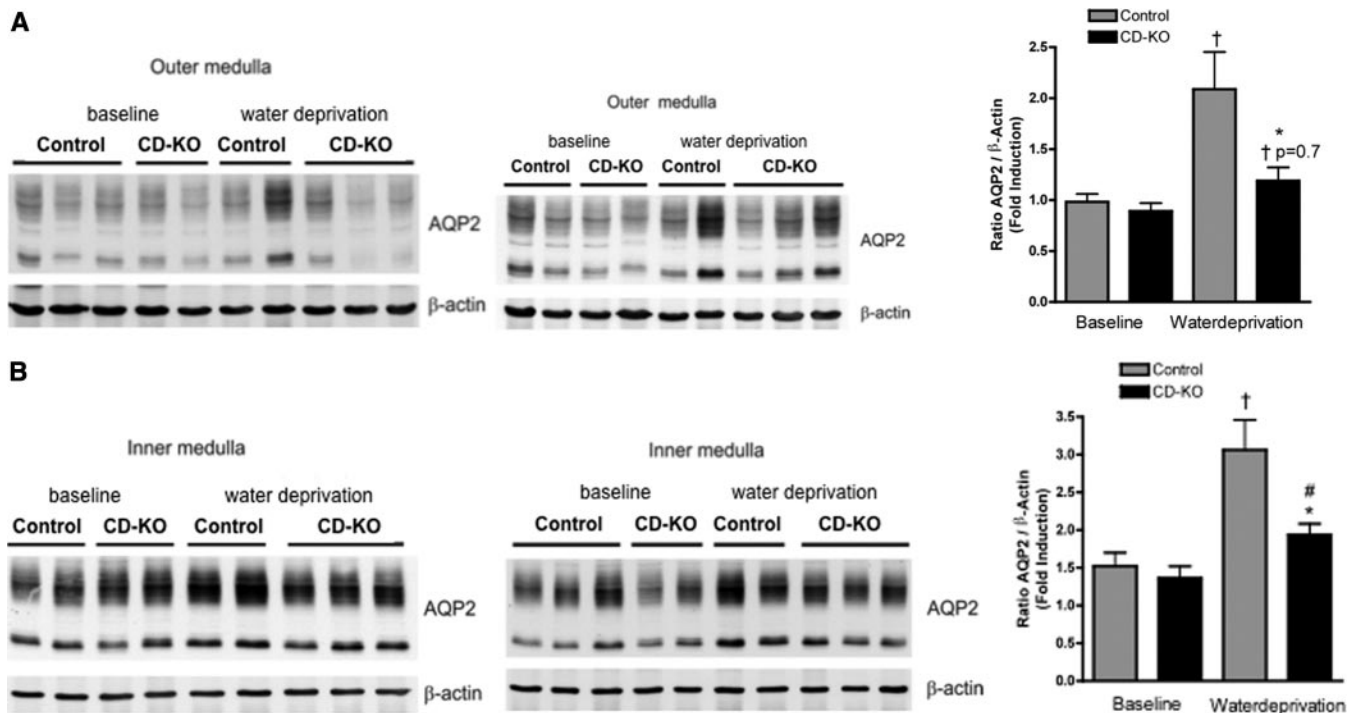 A
Outer medulla
baseline water deprivation
Control CD-KO Control CD-KO
AQP2
β-actin
Outer medulla
baseline water deprivation
Control CD-KO Control CD-KO
AQP2
β-actin
Control
CD-KO
Ratio AQP2 / β-Actin
(Fold Induction)
2.5
2.0
1.5
1.0
0.5
0.0
†
*
† p=0.7
Baseline Waterdeprivation
B
Inner medulla
baseline water deprivation
Control CD-KO Control CD-KO
AQP2
β-actin
Inner medulla
baseline water deprivation
Control CD-KO Control CD-KO
AQP2
β-actin
Control
CD-KO
Ratio AQP2 / β-Actin
(Fold Induction)
3.5
3.0
2.5
2.0
1.5
1.0
0.5
0.0
†
#
*
Baseline Waterdeprivation